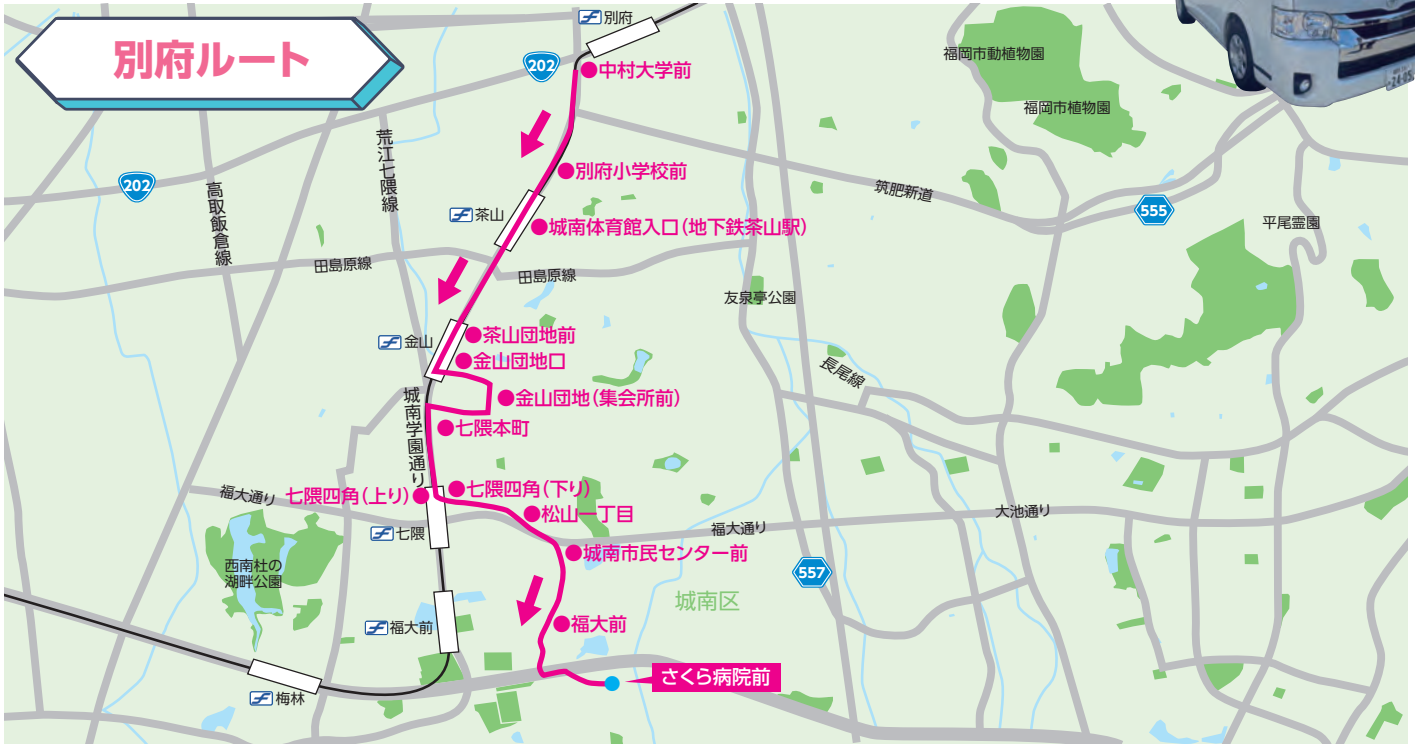 別府ルート
別府
202
中村大学前
福岡市動植物園
福岡市植物園
荒江七隈線
別府小学校前
202
高取飯倉線
筑肥新道
555
茶山
城南体育館入口(地下鉄茶山駅)
平尾霊園
田島原線
田島原線
友泉亭公園
金山
茶山団地前
金山団地口
長尾線
城南学園通り
金山団地(集会所前)
七隈本町
福大通り
七隈四角(上り)
七隈四角(下り)
松山一丁目
大池通り
福大通り
七隈
城南市民センター前
西南杜の
湖畔公園
557
城南区
福大前
福大前
さくら病院前
梅林